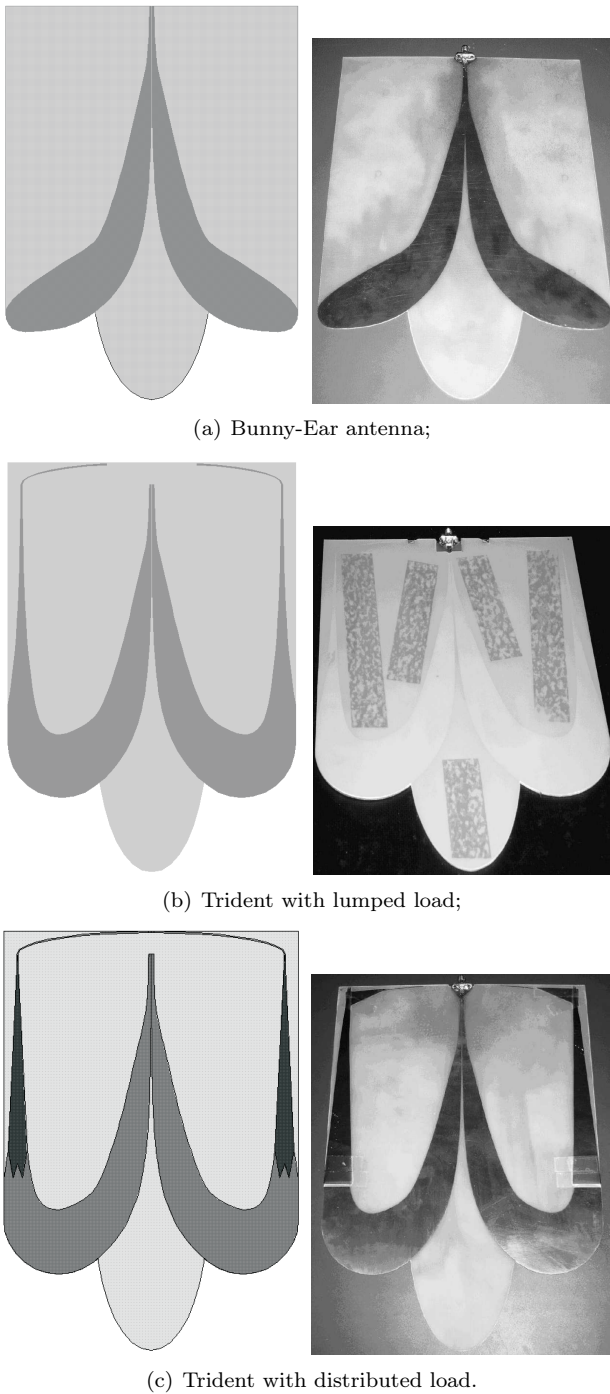 (a) Bunny-Ear antenna;
(b) Trident with lumped load;
(c) Trident with distributed load.